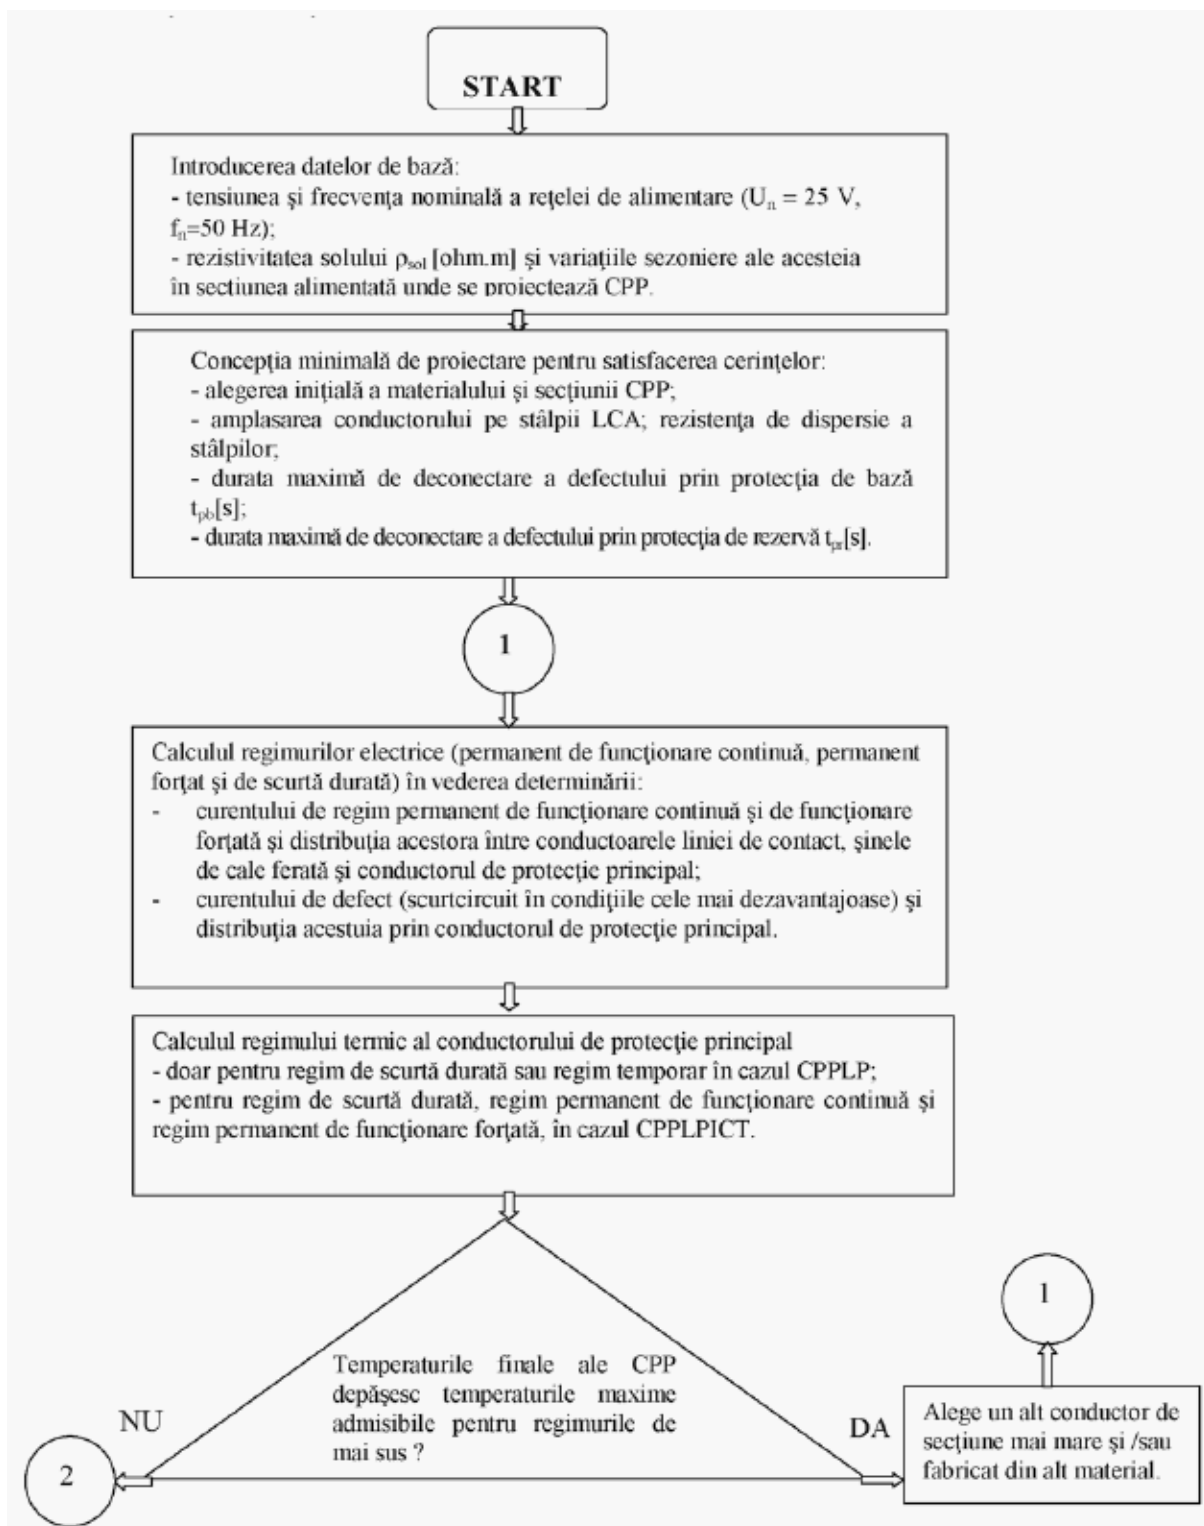 START
Introducerea datelor de bază:
- tensiunea şi frecvenţa nominală a reţelei de alimentare (Uₙ = 25 V,
fₙ=50 Hz);
- rezistivitatea solului ρsol [ohm.m] şi variaţiile sezoniere ale acesteia
în secţiunea alimentată unde se proiectează CPP.
Concepţia minimală de proiectare pentru satisfacerea cerinţelor:
- alegerea iniţială a materialului şi secţiunii CPP;
- amplasarea conductorului pe stâlpii LCA; rezistenţa de dispersie a
stâlpilor;
- durata maximă de deconectare a defectului prin protecţia de bază
tpb[s];
- durata maximă de deconectare a defectului prin protecţia de rezervă tpr[s].
1
Calculul regimurilor electrice (permanent de funcţionare continuă, permanent
forţat şi de scurtă durată) în vederea determinării:
- curentului de regim permanent de funcţionare continuă şi de funcţionare
forţată şi distribuţia acestora între conductoarele liniei de contact, şinele
de cale ferată şi conductorul de protecţie principal;
- curentului de defect (scurtcircuit în condiţiile cele mai dezavantajoase) şi
distribuţia acestuia prin conductorul de protecţie principal.
Calculul regimului termic al conductorului de protecţie principal
- doar pentru regim de scurtă durată sau regim temporar în cazul CPPLP;
- pentru regim de scurtă durată, regim permanent de funcţionare continuă şi
regim permanent de funcţionare forţată, în cazul CPPLPICT.
Temperaturile finale ale CPP
depăşesc temperaturile maxime
admisibile pentru regimurile de
mai sus ?
NU
2
DA
Alege un alt conductor de
secţiune mai mare şi /sau
fabricat din alt material.
1